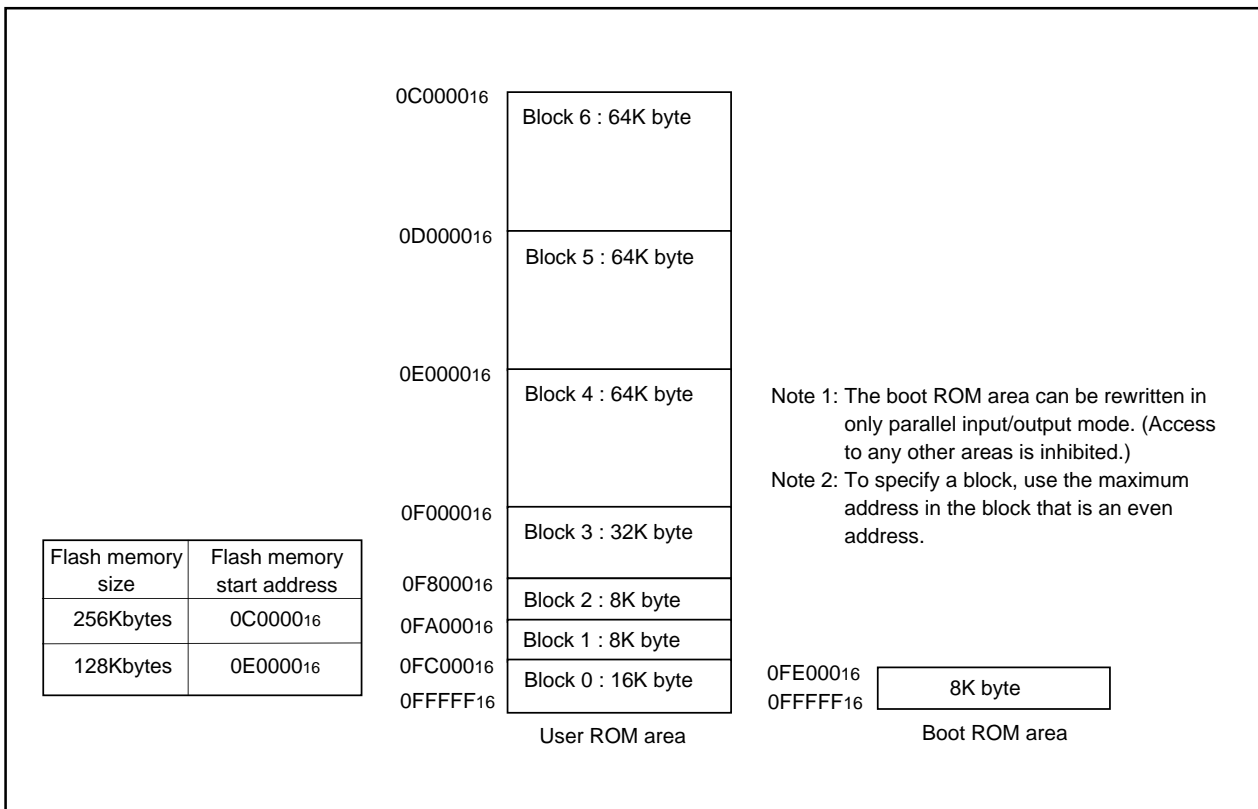 0C000016
Block 6 : 64K byte
0D000016
Block 5 : 64K byte
0E000016
Block 4 : 64K byte
0F000016
Block 3 : 32K byte
0F800016
Block 2 : 8K byte
0FA00016
Block 1 : 8K byte
0FC00016
Block 0 : 16K byte
0FFFFF16
User ROM area
Note 1: The boot ROM area can be rewritten in
only parallel input/output mode. (Access
to any other areas is inhibited.)
Note 2: To specify a block, use the maximum
address in the block that is an even
address.
Flash memory size
Flash memory start address
256Kbytes 0C000016
128Kbytes 0E000016
0FE00016
8K byte
0FFFFF16
Boot ROM area